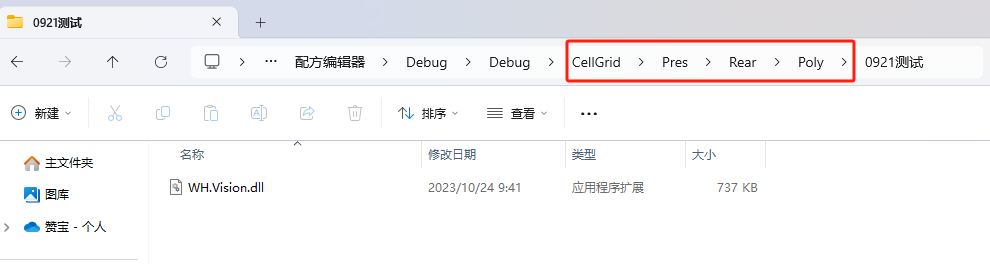 0921测试
··· 配方编辑器 > Debug > Debug > CellGrid > Pres > Rear > Poly > 0921测试
新建 排序 查看 ···
名称 修改日期 类型 大小
主文件夹
图库
赞宝 - 个人
WH.Vision.dll 2023/10/24 9:41 应用程序扩展 737 KB